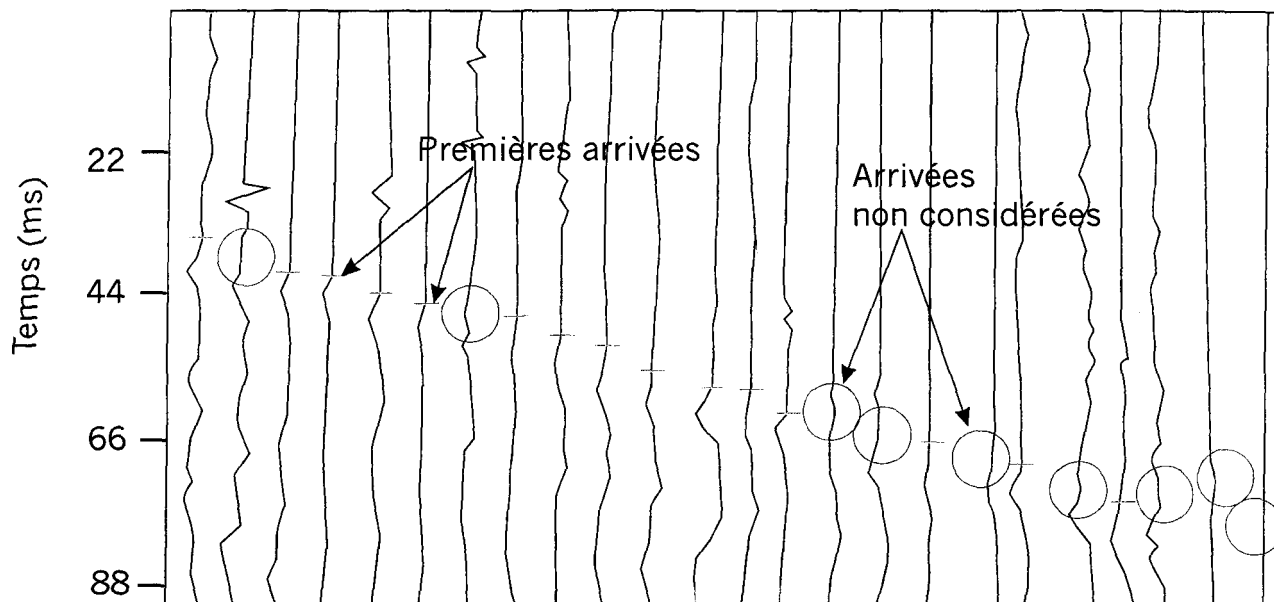 Premières arrivées
Arrivées
non considérées
Temps (ms)
22
44
66
88